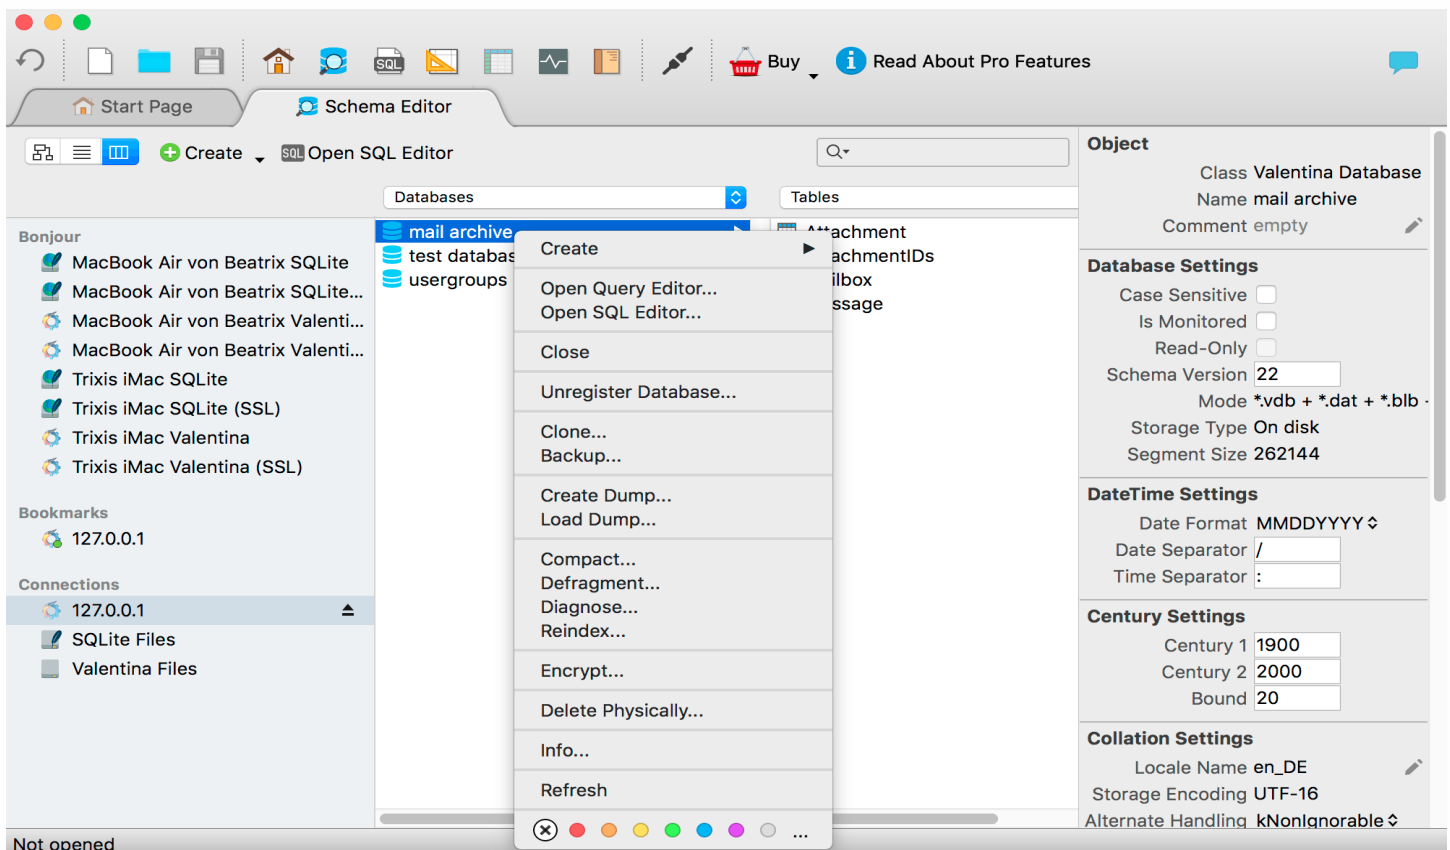 SQL
Buy
Read About Pro Features
Start Page
Schema Editor
Create
SQL Open SQL Editor
Databases
Tables
Bonjour
MacBook Air von Beatrix SQLite
MacBook Air von Beatrix SQLite...
MacBook Air von Beatrix Valenti...
MacBook Air von Beatrix Valenti...
Trixis iMac SQLite
Trixis iMac SQLite (SSL)
Trixis iMac Valentina
Trixis iMac Valentina (SSL)
Bookmarks
127.0.0.1
Connections
127.0.0.1
SQLite Files
Valentina Files
mail archive
test databas
usergroups
Attachment
achmentIDs
ilbox
ssage
Create
Open Query Editor...
Open SQL Editor...
Close
Unregister Database...
Clone...
Backup...
Create Dump...
Load Dump...
Compact...
Defragment...
Diagnose...
Reindex...
Encrypt...
Delete Physically...
Info...
Refresh
...
Object
Class Valentina Database
Name mail archive
Comment empty
Database Settings
Case Sensitive
Is Monitored
Read-Only
Schema Version 22
Mode *.vdb + *.dat + *.blb -
Storage Type On disk
Segment Size 262144
DateTime Settings
Date Format MMDDYYYY
Date Separator /
Time Separator :
Century Settings
Century 1 1900
Century 2 2000
Bound 20
Collation Settings
Locale Name en_DE
Storage Encoding UTF-16
Alternate Handling kNonIgnorable
Not opened